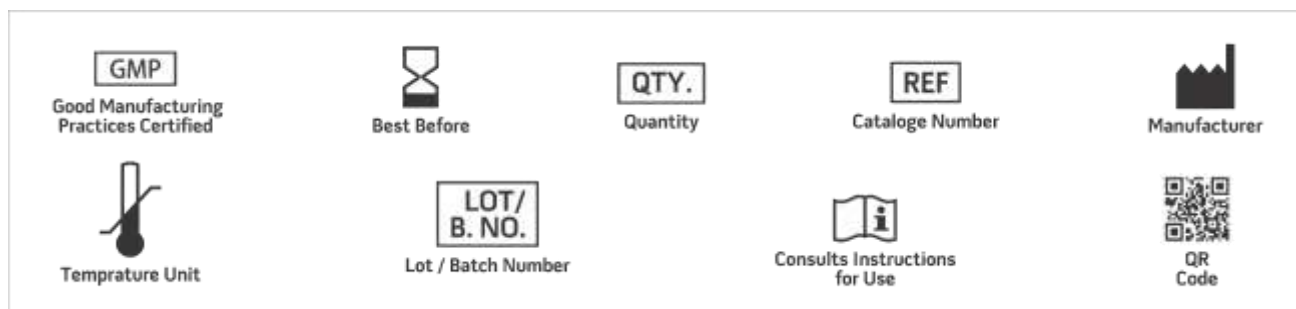 GMP
Good Manufacturing
Practices Certified
Best Before
QTY.
Quantity
REF
Cataloge Number
Manufacturer
Temprature Unit
LOT/
B. NO.
Lot / Batch Number
i
Consults Instructions
for Use
QR
Code